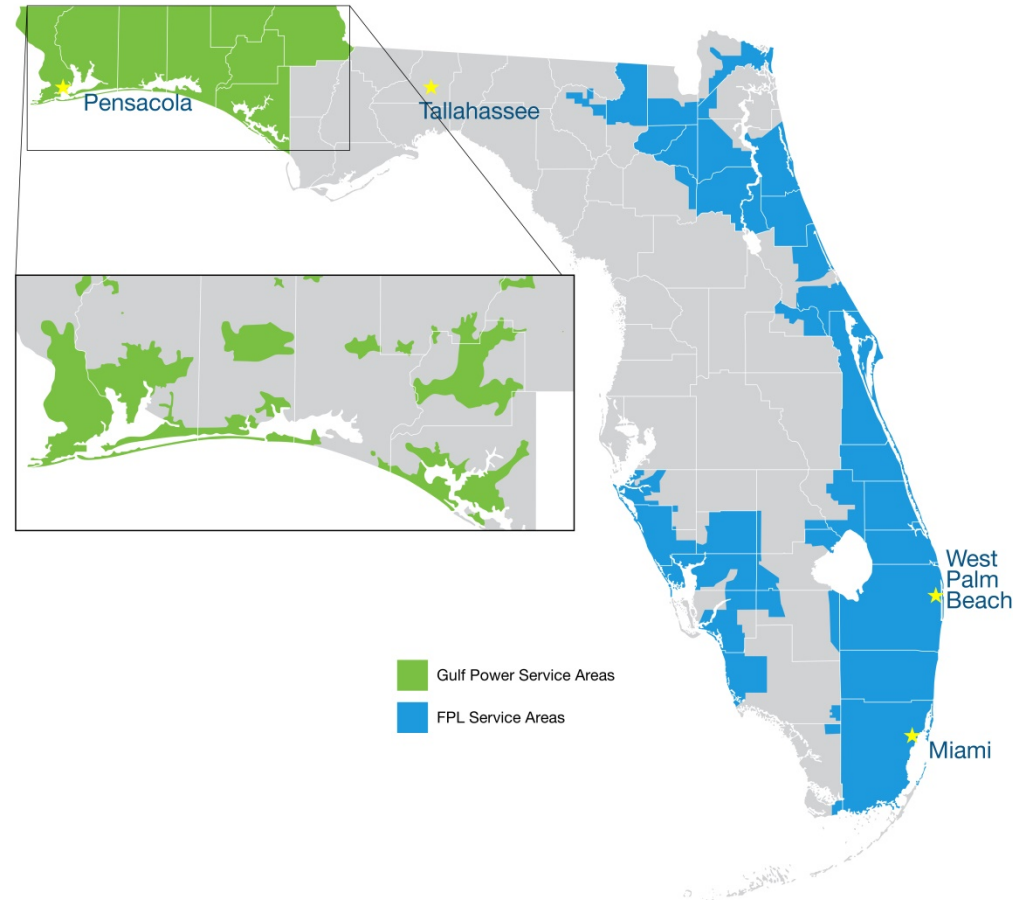 Pensacola
Tallahassee
West
Palm
Beach
Gulf Power Service Areas
FPL Service Areas
Miami